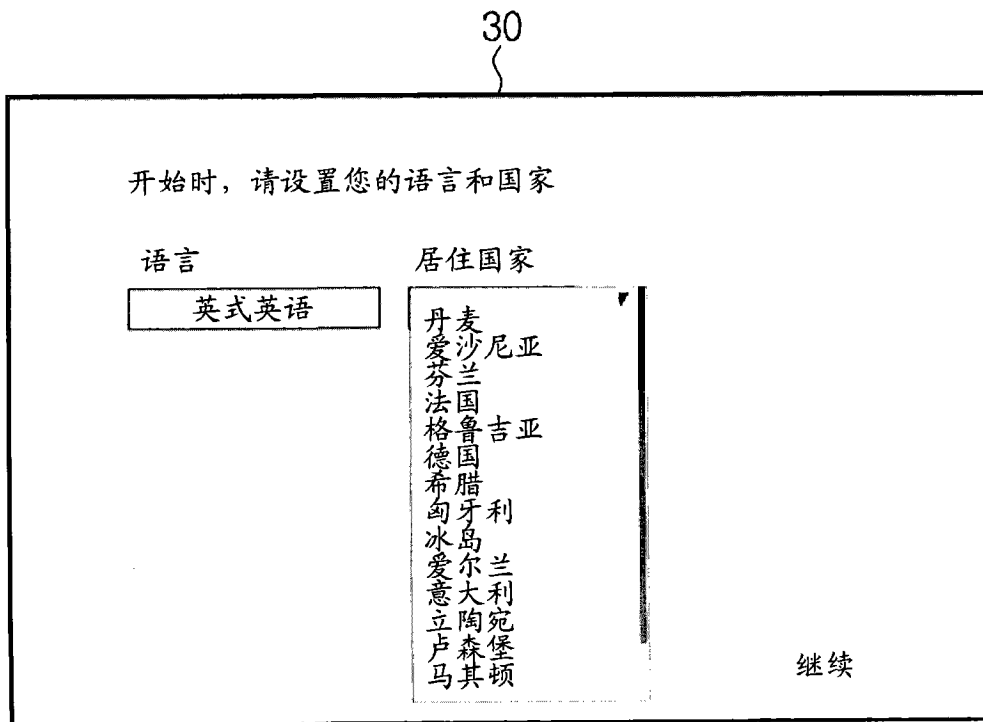 30
开始时，请设置您的语言和国家
语言
居住国家
英式英语
丹麦
爱沙尼亚
芬兰
法国
格鲁吉亚
德国
希腊
匈牙利
冰岛
爱尔兰
意大利
立陶宛
卢森堡
马其顿
继续